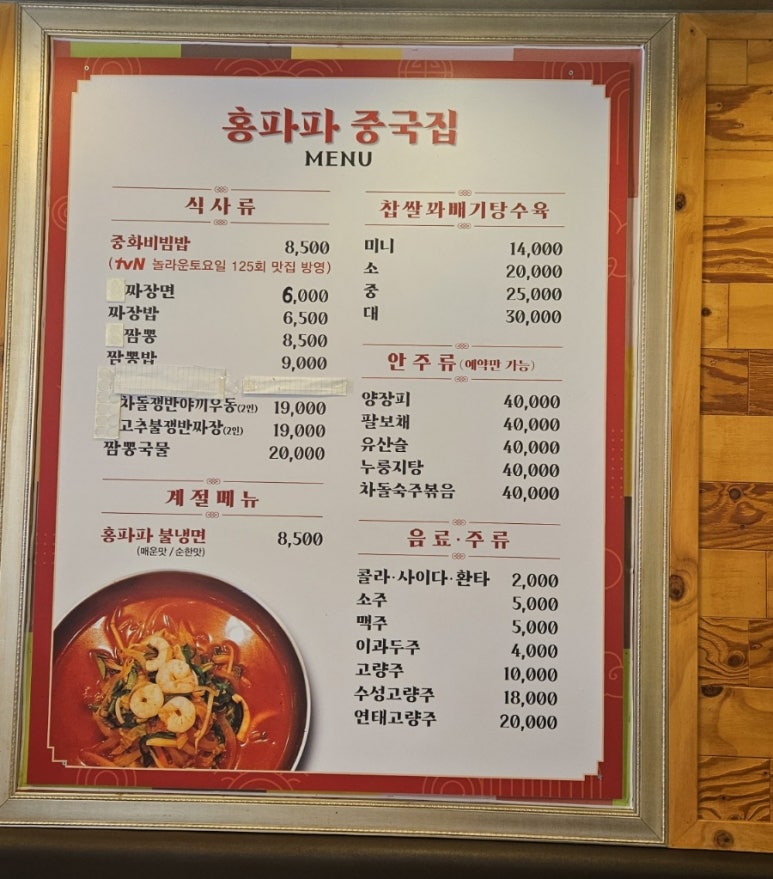 홍파파 중국집
MENU
식사류
중화비빔밥 8,500
(tvN 놀라운토요일 125회 맛집 방영)
짜장면 6,000
짜장밥 6,500
짬뽕 8,500
짬뽕밥 9,000
차돌쟁반야끼우동(2인) 19,000
고추불쟁반짜장(2인) 19,000
짬뽕국물 20,000
계절메뉴
홍파파 불냉면 8,500
(매운맛 / 순한맛)
찹쌀꽈배기탕수육
미니 14,000
소 20,000
중 25,000
대 30,000
안주류 (예약만 가능)
양장피 40,000
팔보채 40,000
유산슬 40,000
누룽지탕 40,000
차돌숙주볶음 40,000
음료·주류
콜라·사이다·환타 2,000
소주 5,000
맥주 5,000
이과두주 4,000
고량주 10,000
수성고량주 18,000
연태고량주 20,000